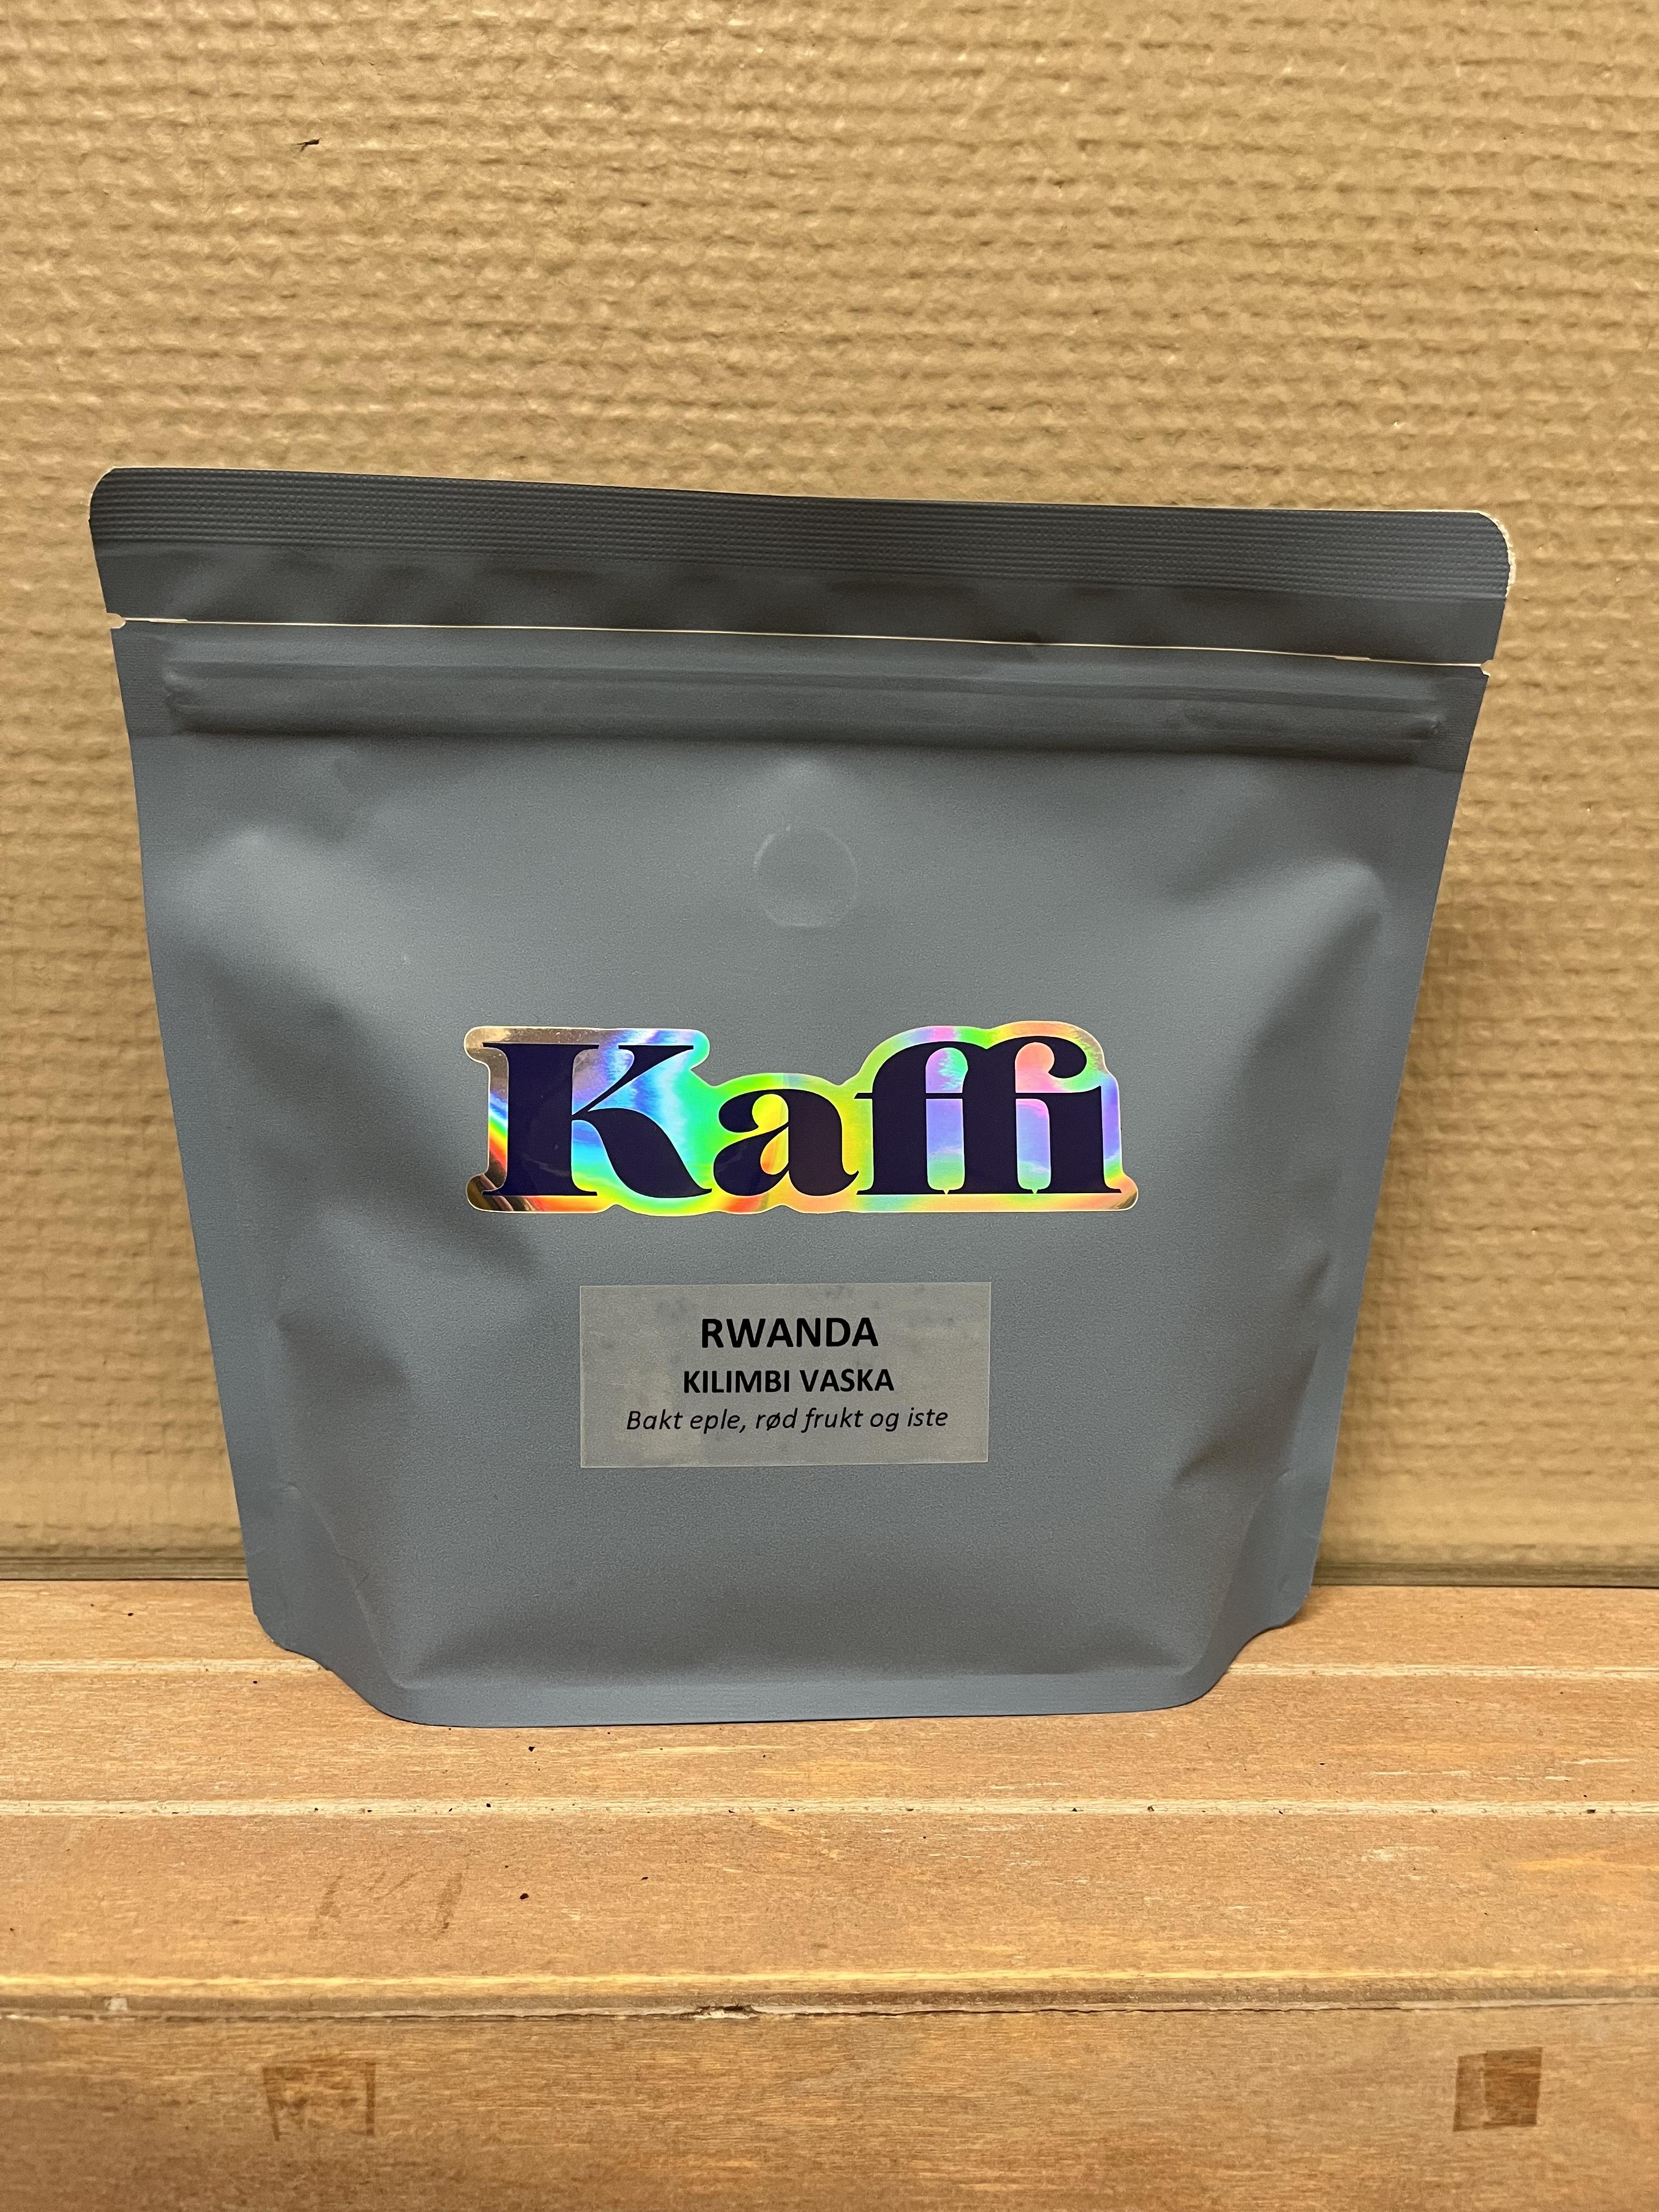 Kaffi
RWANDA
KILIMBI VASKA
Bakt eple, rød frukt og iste